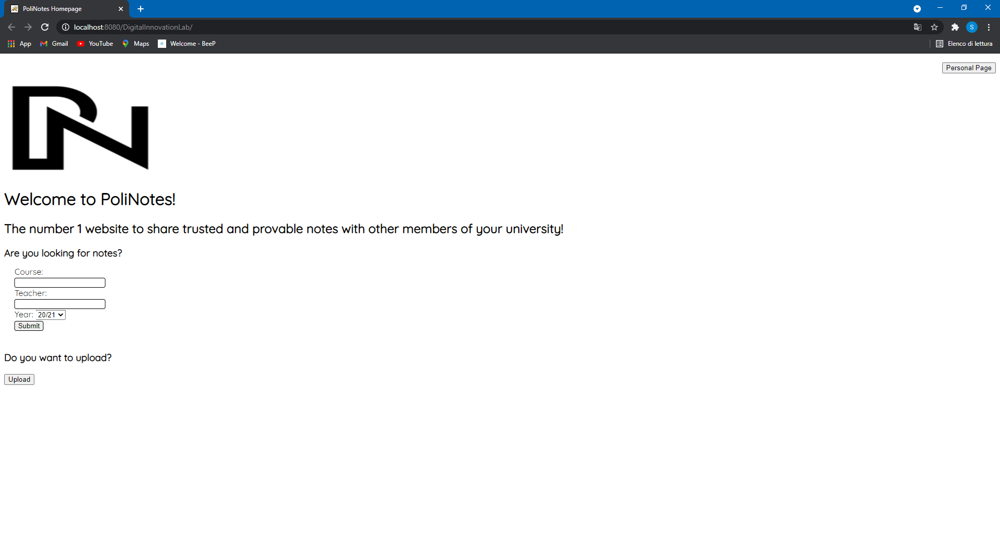 PoliNotes Homepage
localhost:8080/DigitalInnovationLab/
S
App Gmail YouTube Maps Welcome - BeeP Elenco di lettura
Personal Page
PN
Welcome to PoliNotes!
The number 1 website to share trusted and provable notes with other members of your university!
Are you looking for notes?
Course:
Teacher:
Year: 20/21
Submit
Do you want to upload?
Upload